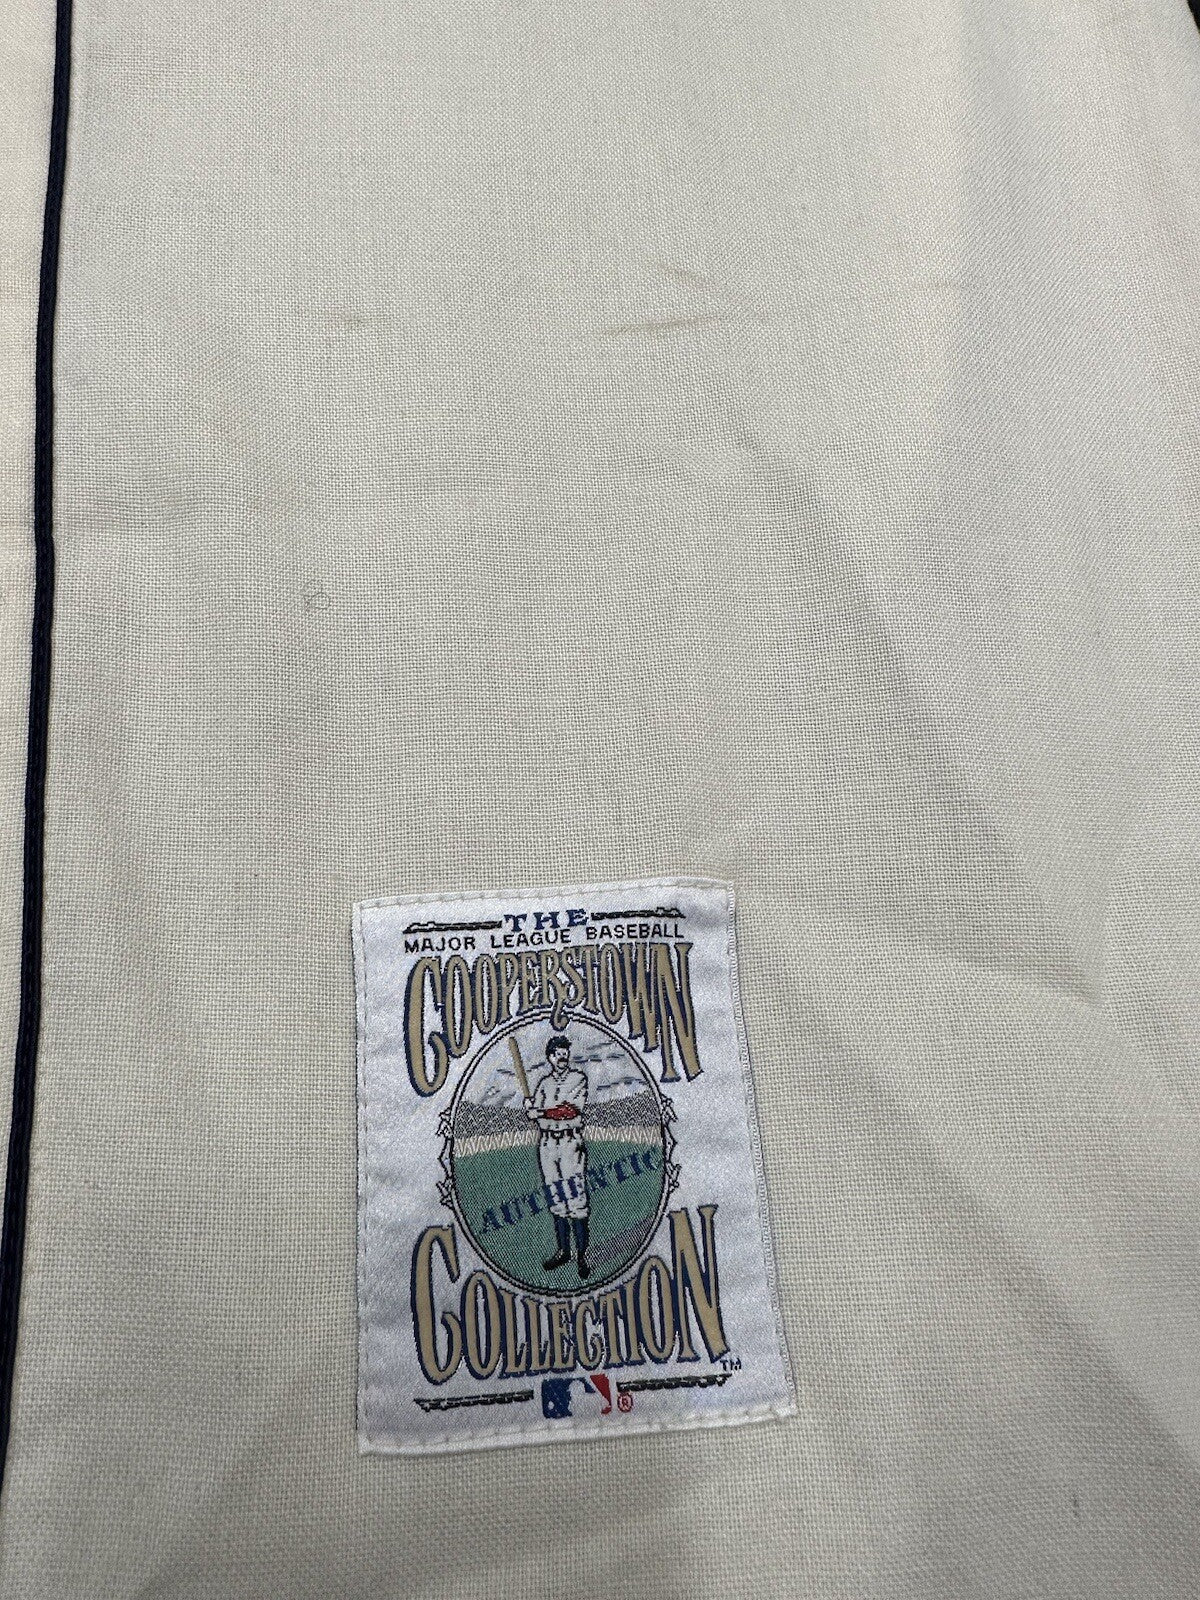 THE
MAJOR LEAGUE BASEBALL
COOPERSTOWN
AUTHENTIC
COLLECTION TM
®